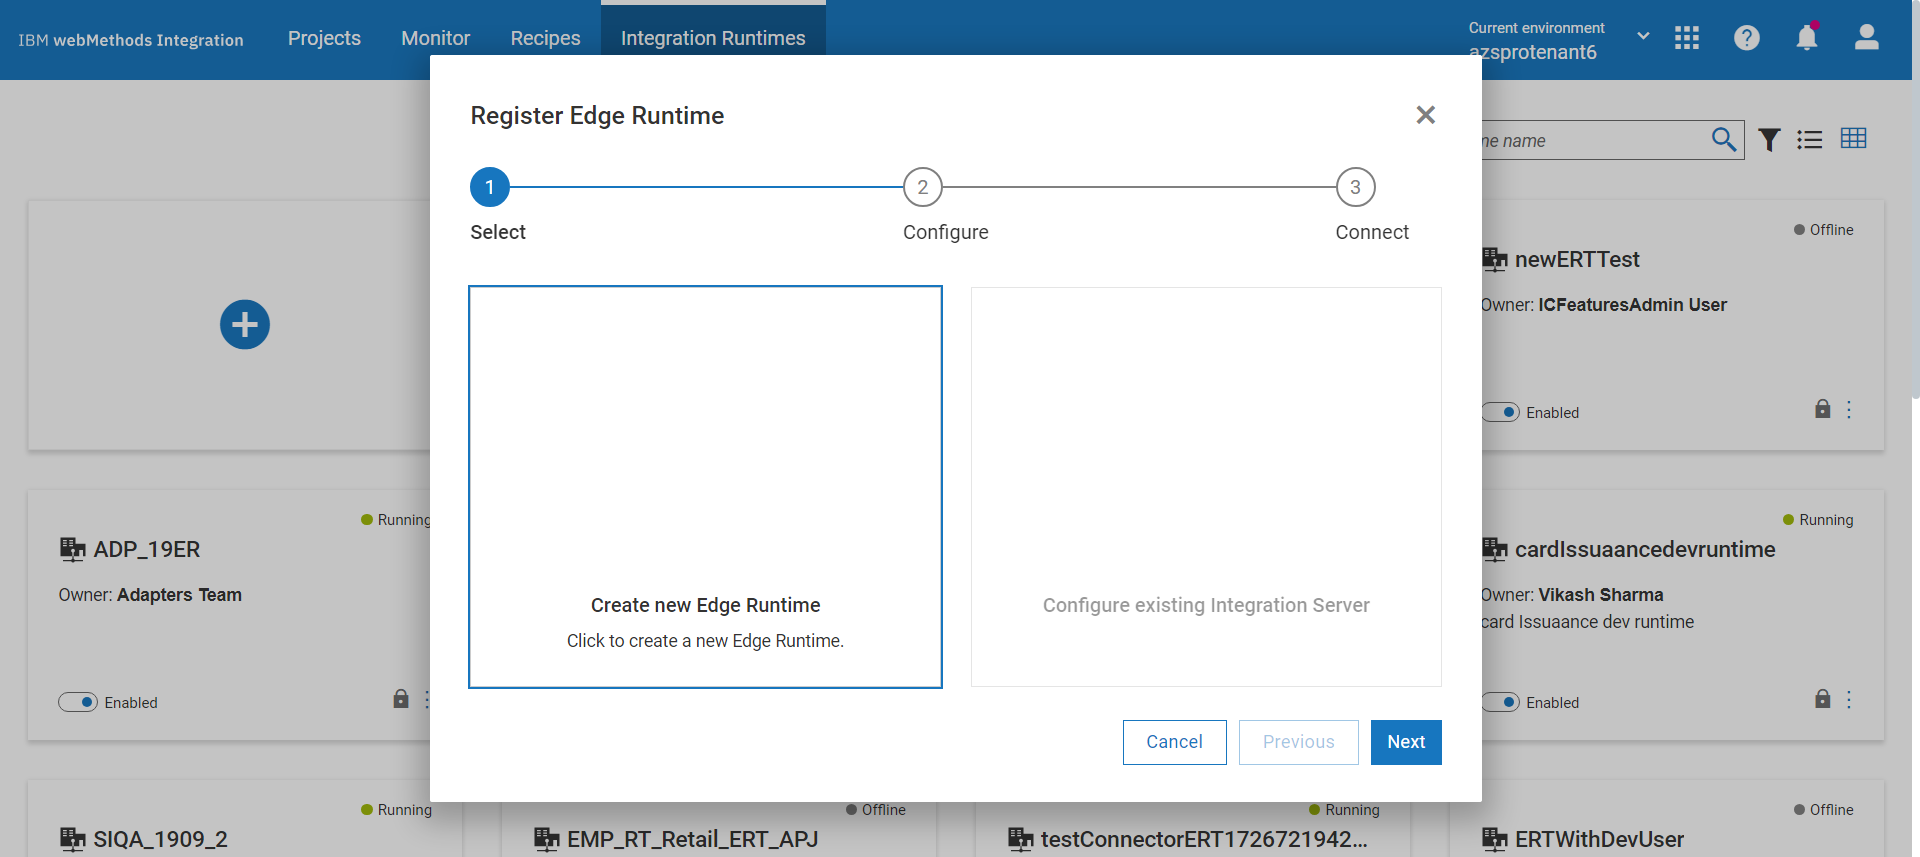 IBM webMethods Integration
Projects
Monitor
Recipes
Integration Runtimes
Current environment
azsprotenant6
Register Edge Runtime
me name
1
2
3
Select
Configure
Connect
Offline
newERTTest
Owner: ICFeaturesAdmin User
Enabled
Create new Edge Runtime
Click to create a new Edge Runtime.
Configure existing Integration Server
Running
ADP_19ER
Owner: Adapters Team
Enabled
Running
cardIssuaancedevruntime
Owner: Vikash Sharma
card Issuaance dev runtime
Enabled
Cancel
Previous
Next
Running
SIQA_1909_2
Offline
EMP_RT_Retail_ERT_APJ
Running
testConnectorERT1726721942...
Offline
ERTWithDevUser